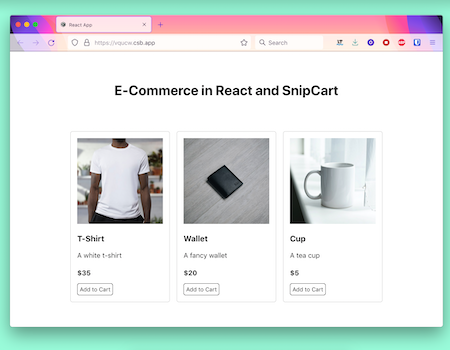 React App
https://vqucw.csb.app
Search
E-Commerce in React and SnipCart
T-Shirt
A white t-shirt
$35
Add to Cart
Wallet
A fancy wallet
$20
Add to Cart
Cup
A tea cup
$5
Add to Cart